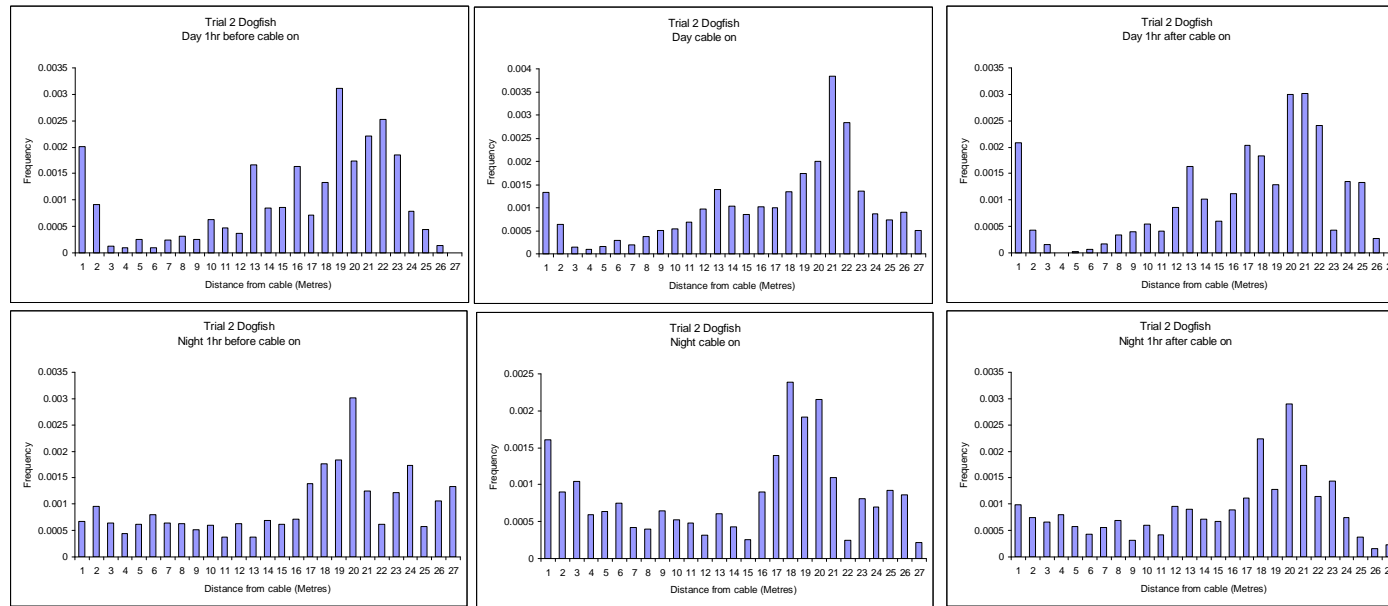 Trial 2 Dogfish
Day 1hr before cable on
0.0035
0.003
0.0025
0.002
0.0015
0.001
0.0005
0
Frequency
1 2 3 4 5 6 7 8 9 10 11 12 13 14 15 16 17 18 19 20 21 22 23 24 25 26 27
Distance from cable (Metres)
Trial 2 Dogfish
Day cable on
0.004
0.0035
0.003
0.0025
0.002
0.0015
0.001
0.0005
0
Frequency
1 2 3 4 5 6 7 8 9 10 11 12 13 14 15 16 17 18 19 20 21 22 23 24 25 26 27
Distance from cable (Metres)
Trial 2 Dogfish
Day 1hr after cable on
0.0035
0.003
0.0025
0.002
0.0015
0.001
0.0005
0
Frequency
1 2 3 4 5 6 7 8 9 10 11 12 13 14 15 16 17 18 19 20 21 22 23 24 25 26
Distance from cable (Metres)
Trial 2 Dogfish
Night 1hr before cable on
0.0035
0.003
0.0025
0.002
0.0015
0.001
0.0005
0
Frequency
1 2 3 4 5 6 7 8 9 10 11 12 13 14 15 16 17 18 19 20 21 22 23 24 25 26 27
Distance from cable (Metres)
Trial 2 Dogfish
Night cable on
0.0025
0.002
0.0015
0.001
0.0005
0
Frequency
1 2 3 4 5 6 7 8 9 10 11 12 13 14 15 16 17 18 19 20 21 22 23 24 25 26 27
Distance from cable (Metres)
Trial 2 Dogfish
Night 1hr after cable on
0.0035
0.003
0.0025
0.002
0.0015
0.001
0.0005
0
Frequency
1 2 3 4 5 6 7 8 9 10 11 12 13 14 15 16 17 18 19 20 21 22 23 24 25 26
Distance from cable (Metres)